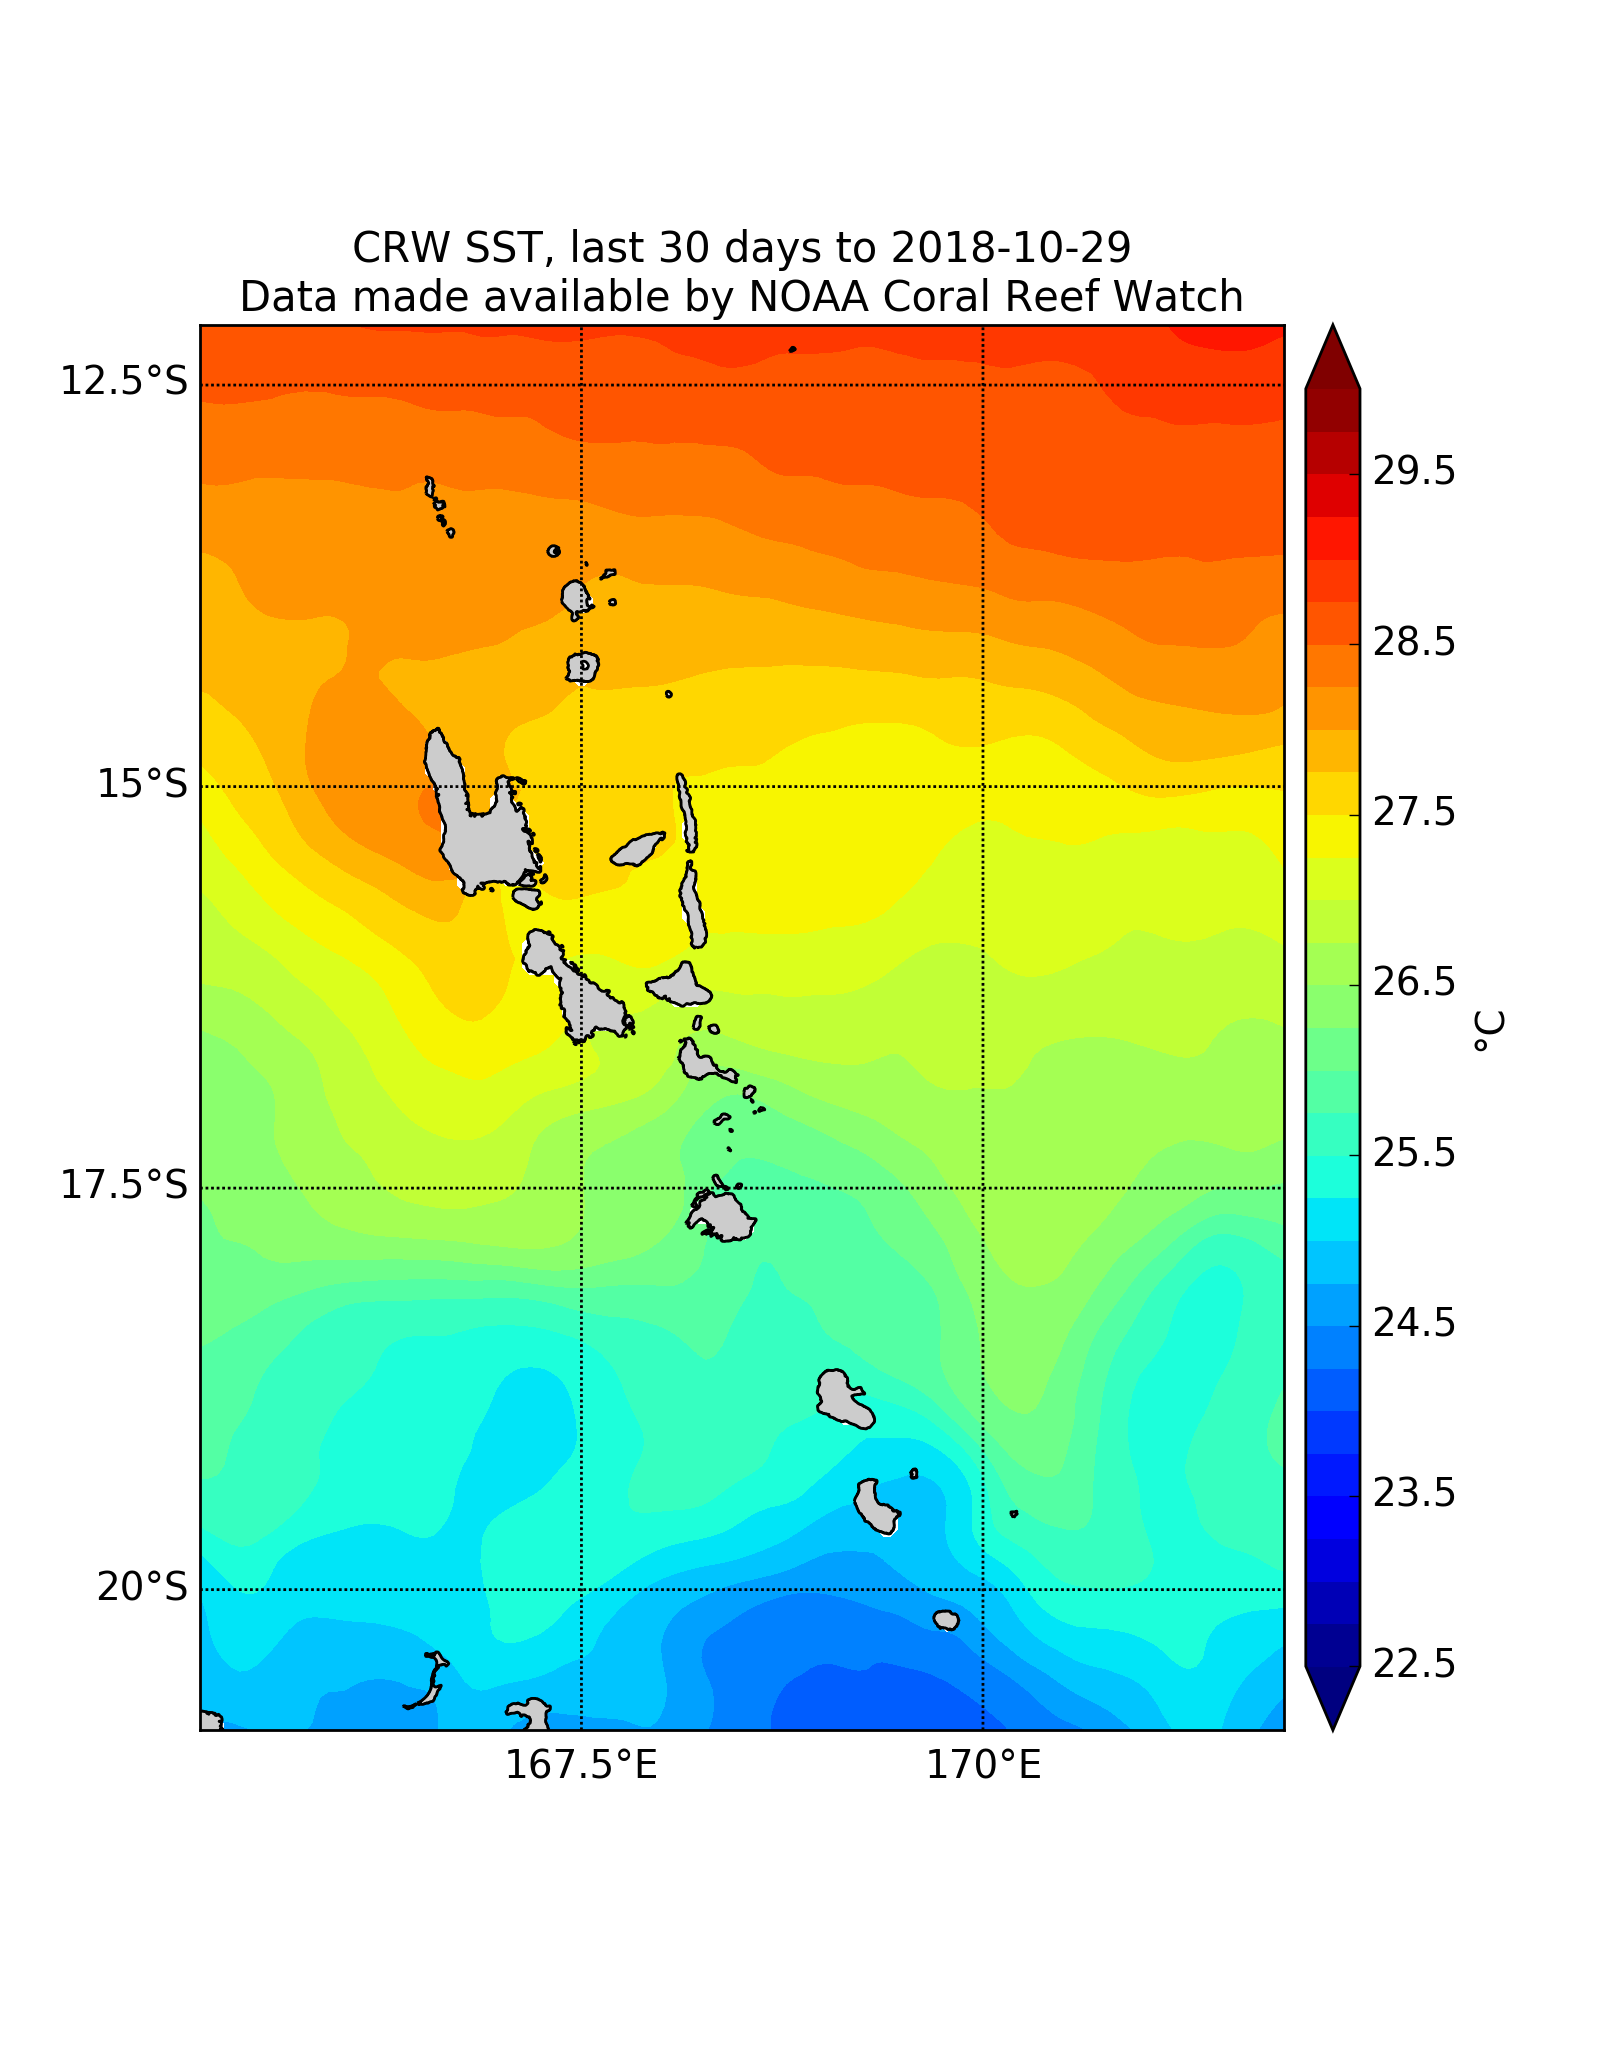 CRW SST, last 30 days to 2018-10-29
Data made available by NOAA Coral Reef Watch
12.5°S
15°S
17.5°S
20°S
167.5°E
170°E
29.5
28.5
27.5
26.5
25.5
24.5
23.5
22.5
°C